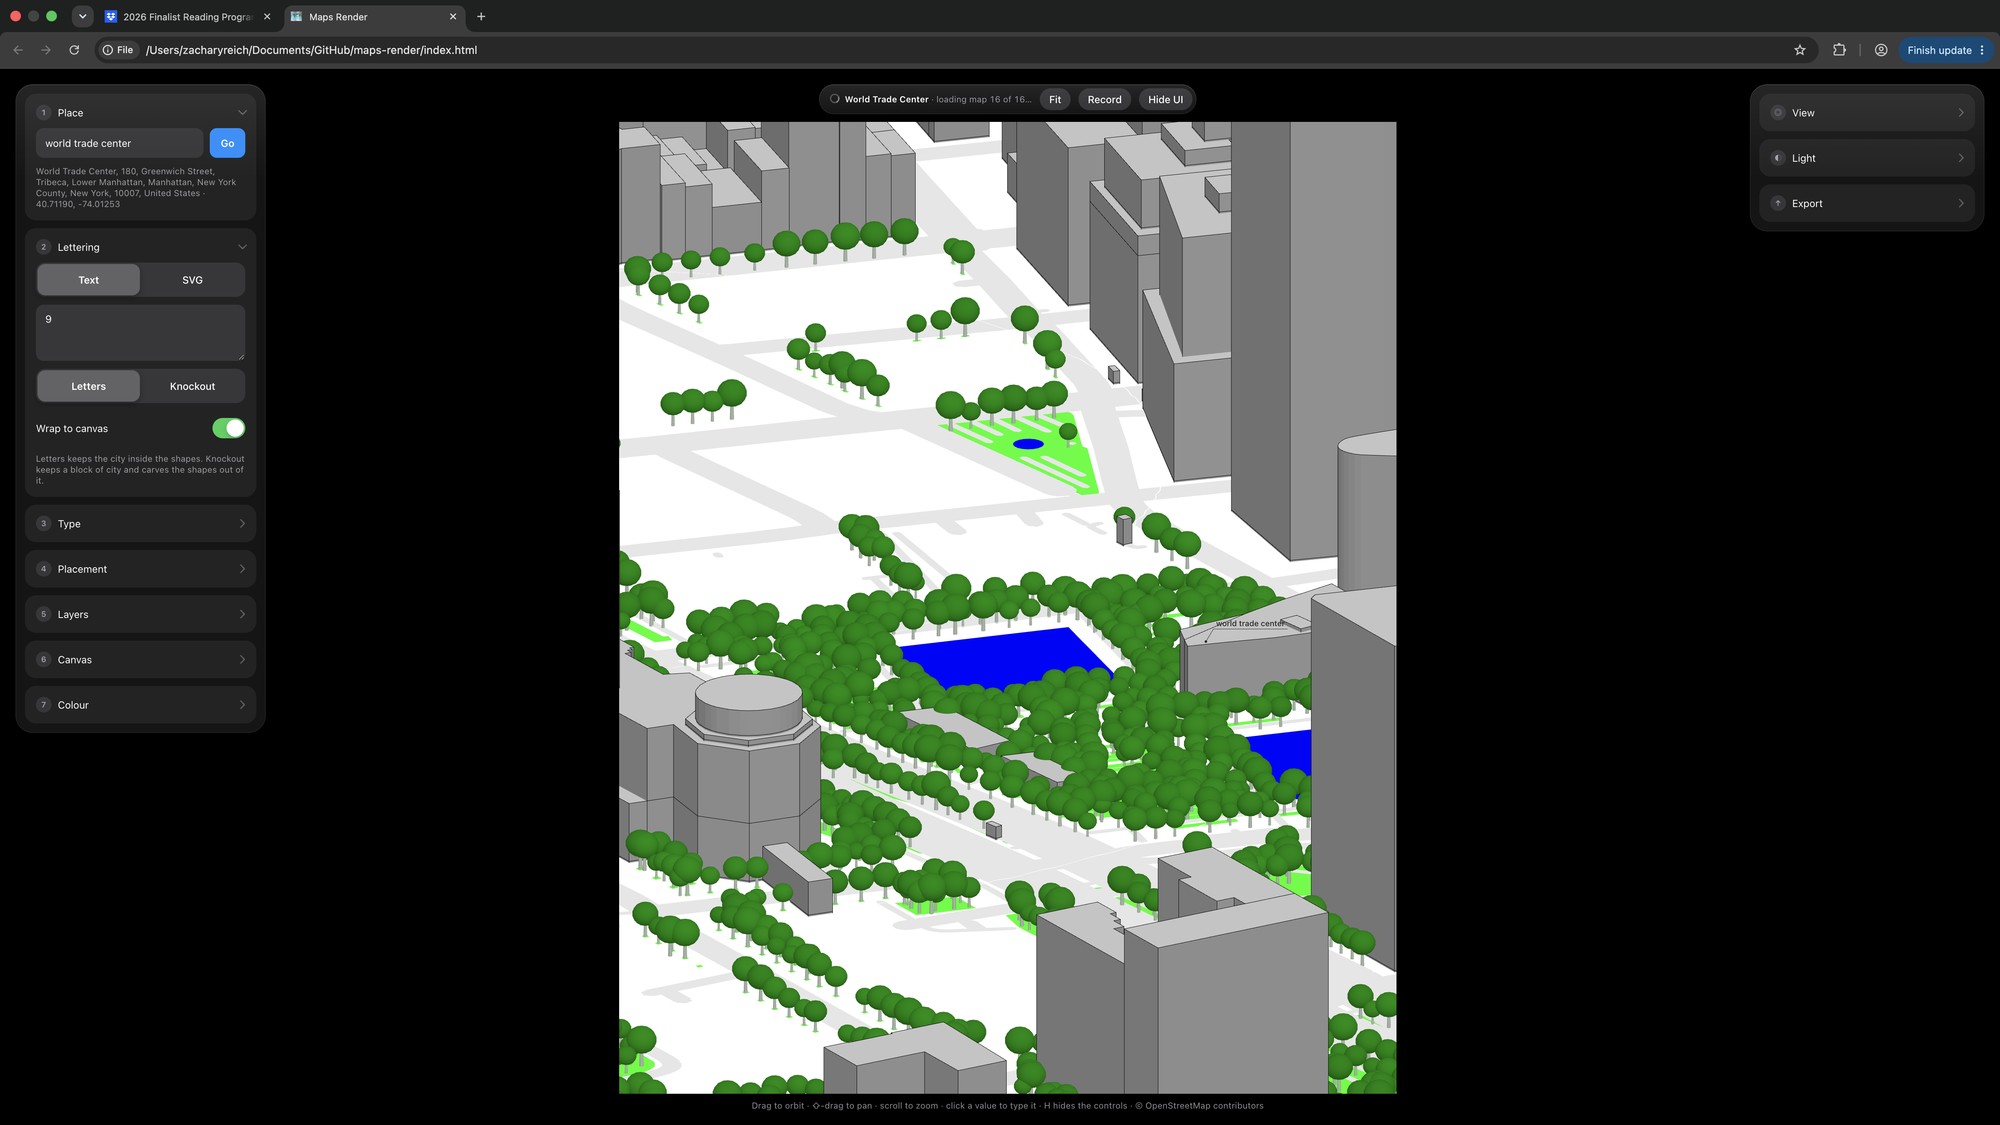 2026 Finalist Reading Progra
Maps Render
File
/Users/zacharyreich/Documents/GitHub/maps-render/index.html
Finish update
1 Place
world trade center
Go
World Trade Center, 180, Greenwich Street,
Tribeca, Lower Manhattan, Manhattan, New York
County, New York, 10007, United States ·
40.71190, -74.01253
2 Lettering
Text
SVG
9
Letters
Knockout
Wrap to canvas
Letters keeps the city inside the shapes. Knockout
keeps a block of city and carves the shapes out of
it.
3 Type
4 Placement
5 Layers
6 Canvas
7 Colour
World Trade Center · loading map 16 of 16…
Fit
Record
Hide UI
world trade center
Drag to orbit · ⇧-drag to pan · scroll to zoom · click a value to type it · H hides the controls · © OpenStreetMap contributors
View
Light
Export